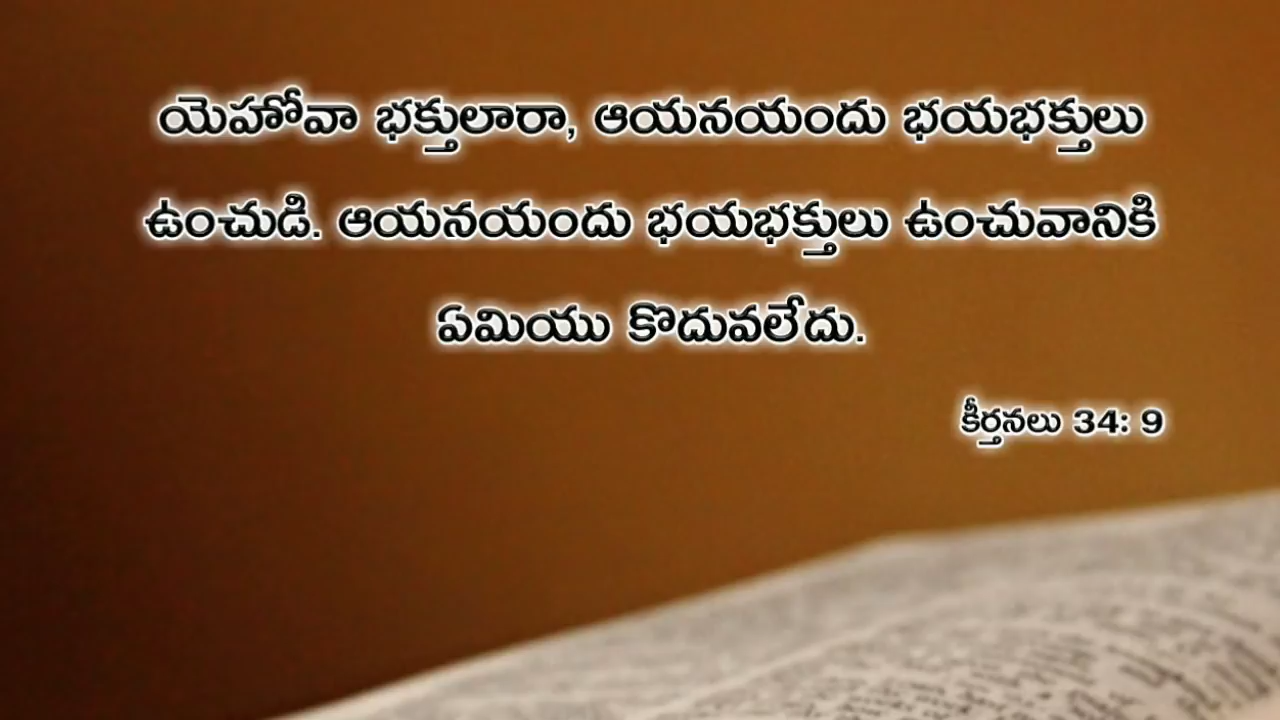 యెహోవా భక్తులారా, ఆయనయందు భయభక్తులు
ఉంచుడి. ఆయనయందు భయభక్తులు ఉంచువానికి
ఏమియు కొదువలేదు.
కీర్తనలు 34: 9